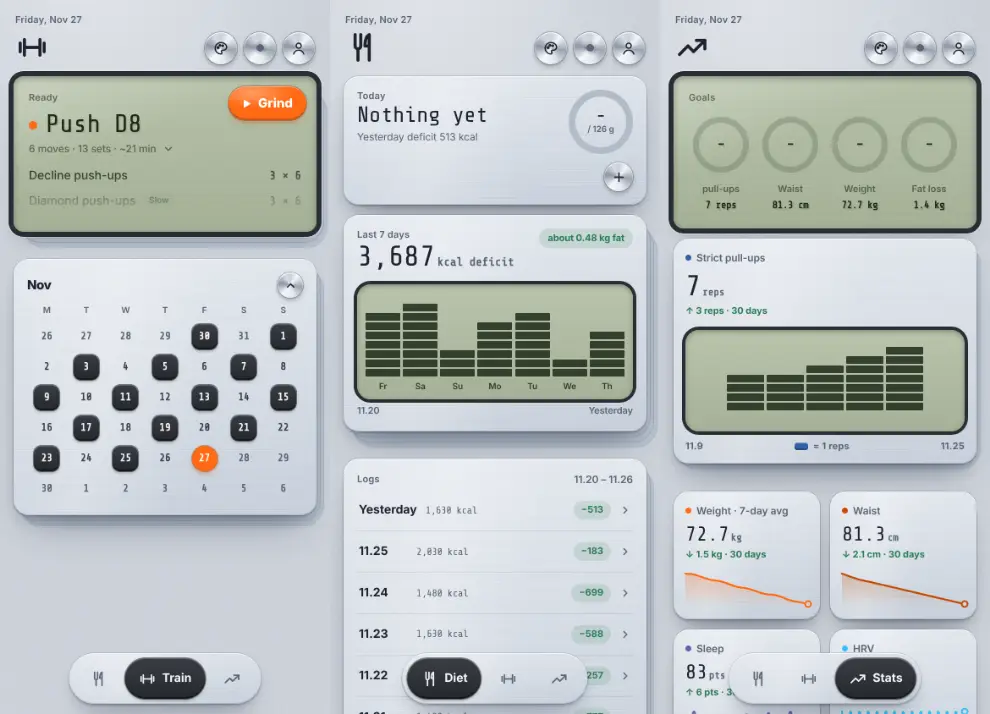 Friday, Nov 27
Ready
Grind
Push D8
6 moves · 13 sets · ~21 min
Decline push-ups 3 × 6
Diamond push-ups Slow 3 × 6
Nov
M T W T F S S
26 27 28 29 30 31 1
2 3 4 5 6 7 8
9 10 11 12 13 14 15
16 17 18 19 20 21 22
23 24 25 26 27 28 29
30 1 2 3 4 5 6
Train
Friday, Nov 27
Today
Nothing yet
Yesterday deficit 513 kcal
-
/ 126 g
Last 7 days
about 0.48 kg fat
3,687 kcal deficit
Fr Sa Su Mo Tu We Th
11.20 Yesterday
Logs 11.20 – 11.26
Yesterday 1,630 kcal −513
11.25 2,030 kcal −183
11.24 1,480 kcal −699
11.23 1,630 kcal −588
11.22 257
Diet
Friday, Nov 27
Goals
- - - -
pull-ups Waist Weight Fat loss
7 reps 81.3 cm 72.7 kg 1.4 kg
Strict pull-ups
7 reps
↑ 3 reps · 30 days
11.9 = 1 reps 11.25
Weight · 7-day avg
72.7 kg
↓ 1.5 kg · 30 days
Waist
81.3 cm
↓ 2.1 cm · 30 days
Sleep
83 pts
↑ 6 pts · 3
HRV
Stats